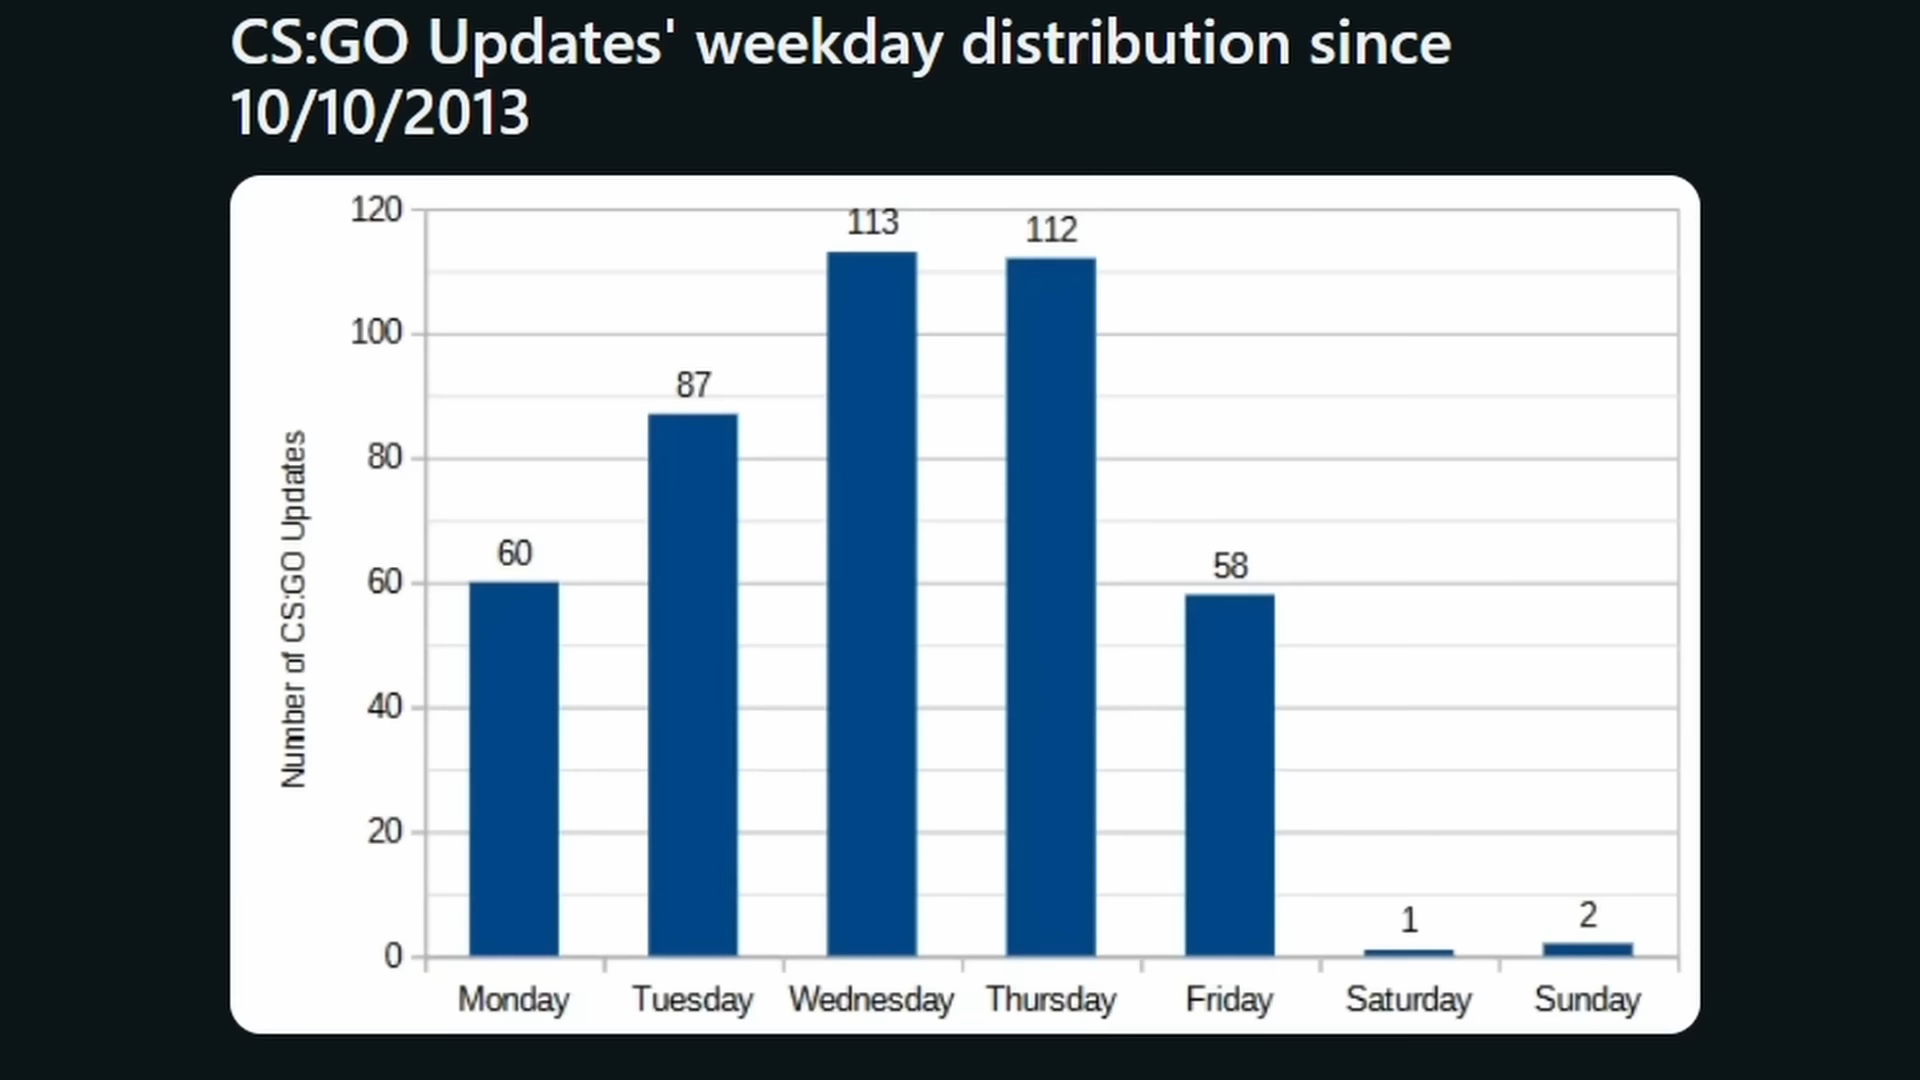 CS:GO Updates' weekday distribution since
10/10/2013
120
100
80
60
40
20
0
Number of CS:GO Updates
60
87
113
112
58
1
2
Monday
Tuesday
Wednesday
Thursday
Friday
Saturday
Sunday